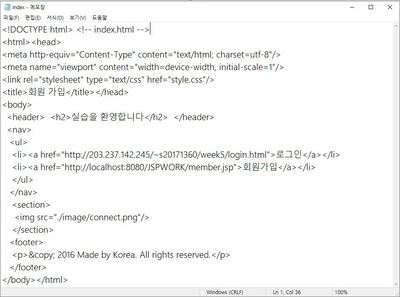 index - 메모장
파일(F) 편집(E) 서식(O) 보기(V) 도움말
<!DOCTYPE html> <!-- index.html -->
<html><head>
<meta http-equiv="Content-Type" content="text/html; charset=utf-8"/>
<meta name="viewport" content="width=device-width, initial-scale=1"/>
<link rel="stylesheet" type="text/css" href="style.css"/>
<title>회원 가입</title></head>
<body>
<header> <h2>실습을 환영합니다</h2> </header>
<nav>
<ul>
<li><a href="http://203.237.142.245/~s20171360/week5/login.html">로그인</a></li>
<li><a href="http://localhost:8080/JSPWORK/member.jsp">회원가입</a></li>
</ul>
</nav>
<section>
<img src="./image/connect.png"/>
</section>
<footer>
<p>&copy; 2016 Made by Korea. All rights reserved.</p>
</footer>
</body></html>
Windows (CRLF) Ln 1, Col 36 100%